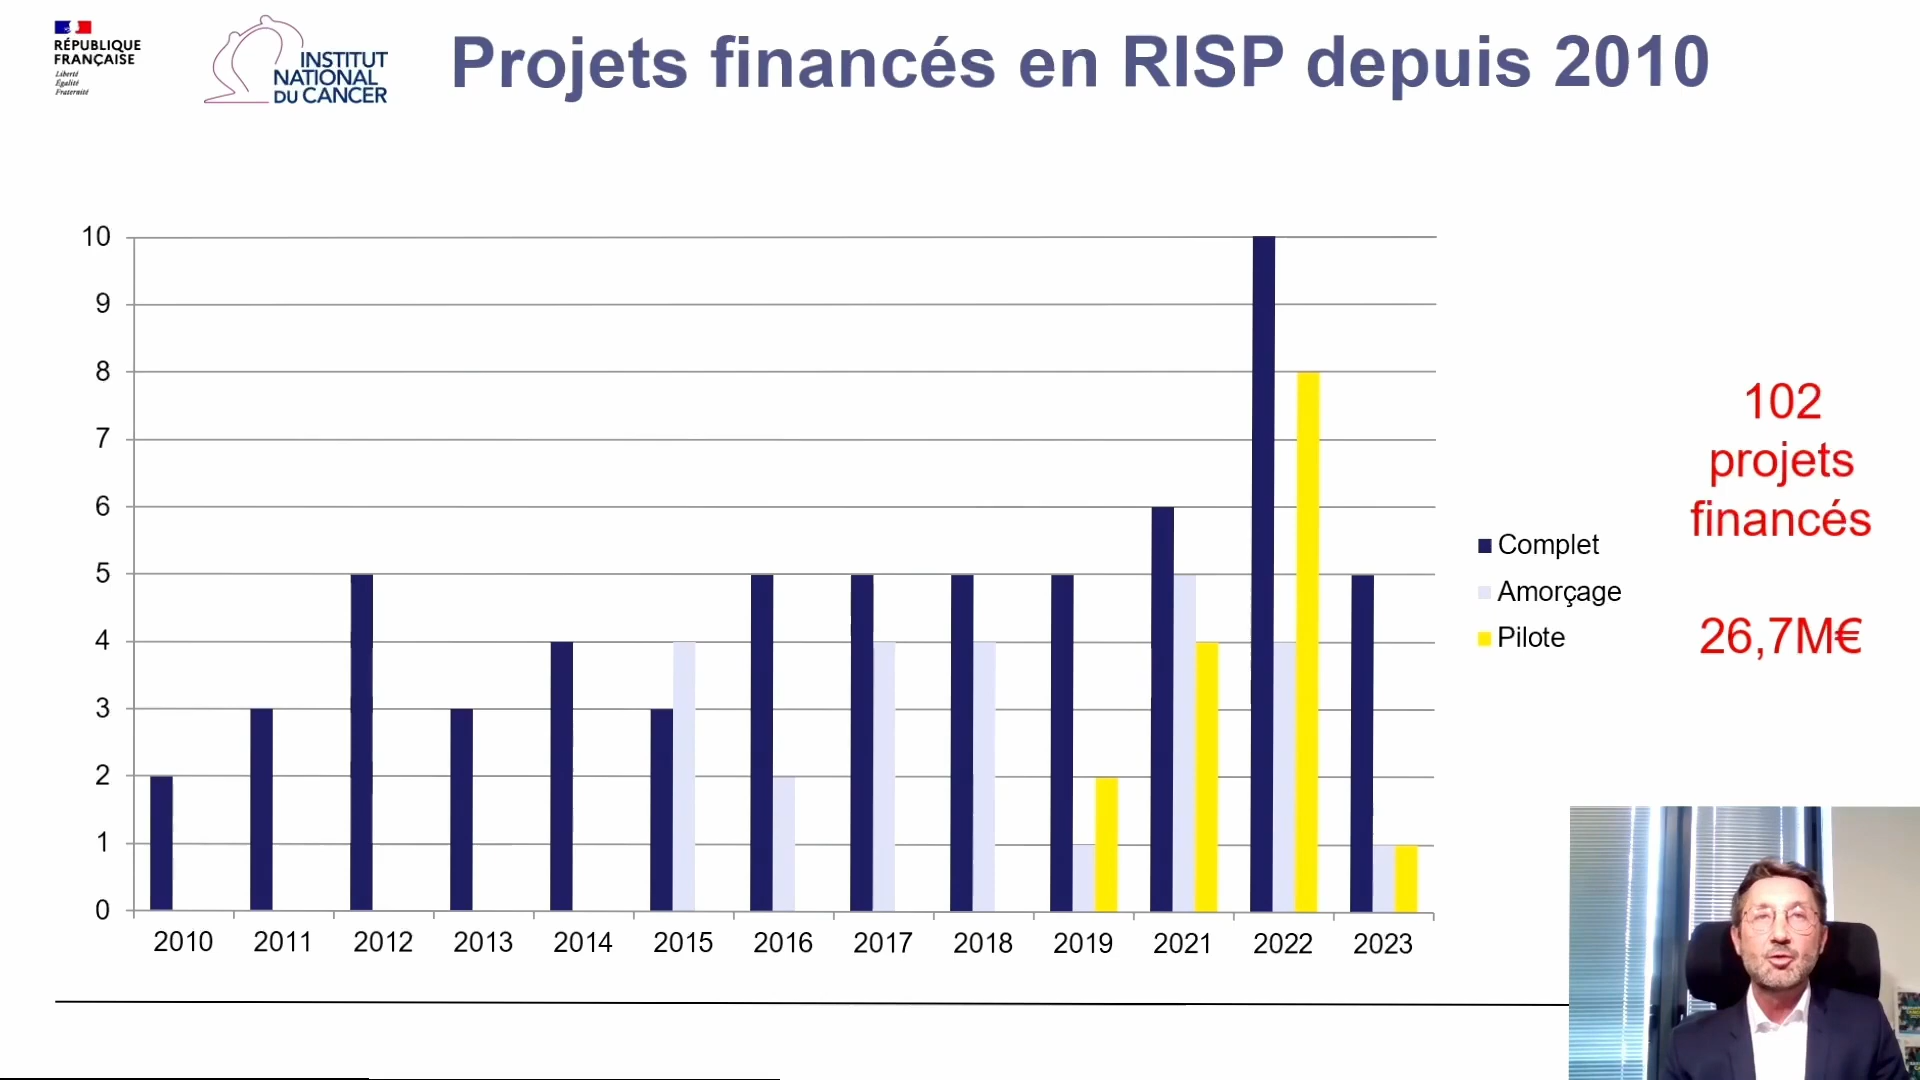 RÉPUBLIQUE
FRANÇAISE
Liberté
Égalité
Fraternité
INSTITUT
NATIONAL
DU CANCER
Projets financés en RISP depuis 2010
10
9
8
7
6
5
4
3
2
1
0
2010 2011 2012 2013 2014 2015 2016 2017 2018 2019 2021 2022 2023
Complet
Amorçage
Pilote
102
projets
financés
26,7M€